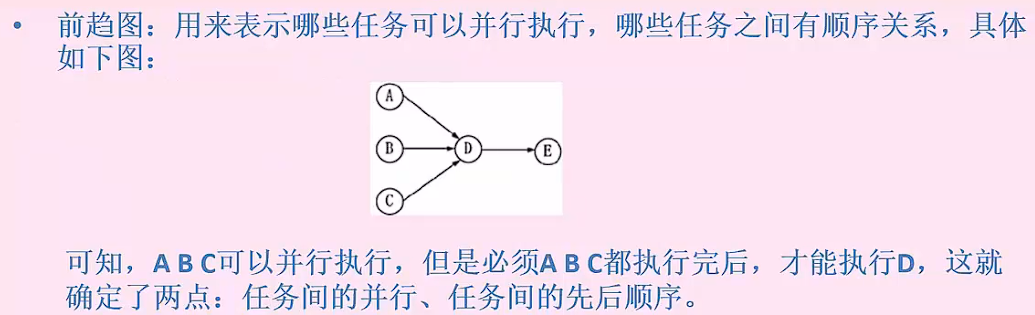 • 前趋图：用来表示哪些任务可以并行执行，哪些任务之间有顺序关系，具体
如下图：
A
B
D
E
C
可知，A B C可以并行执行，但是必须A B C都执行完后，才能执行D，这就
确定了两点：任务间的并行、任务间的先后顺序。